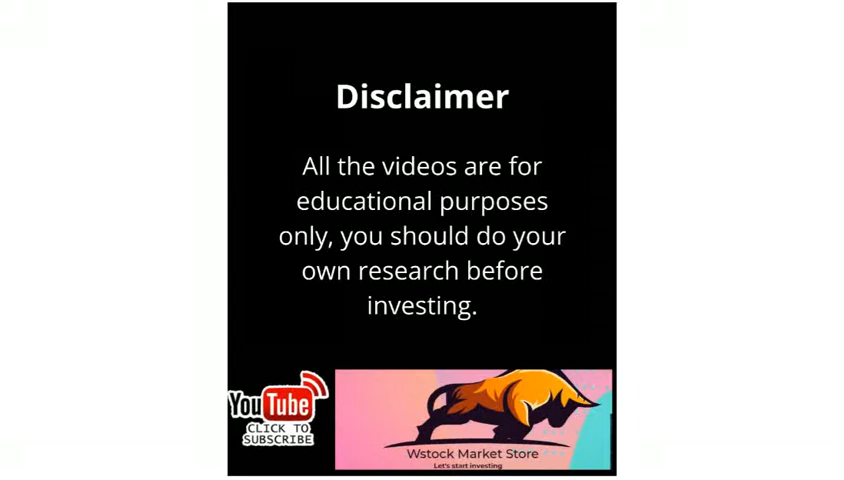 Disclaimer
All the videos are for
educational purposes
only, you should do your
own research before
investing.
YouTube
CLICK TO
SUBSCRIBE
Wstock Market Store
Let's start investing